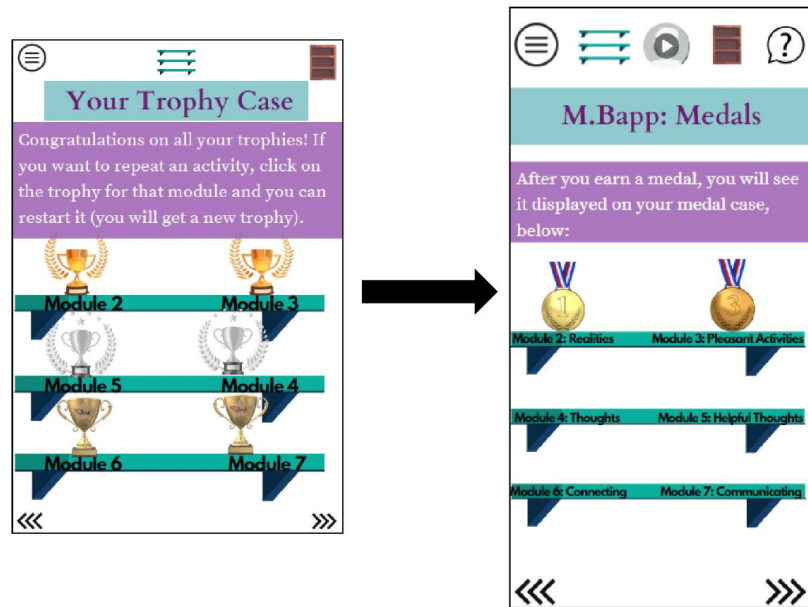 Your Trophy Case
Congratulations on all your trophies! If
you want to repeat an activity, click on
the trophy for that module and you can
restart it (you will get a new trophy).
Module 2 Module 3
Module 5 Module 4
3rd 3rd
Module 6 Module 7
<<< >>>
?
M.Bapp: Medals
After you earn a medal, you will see
it displayed on your medal case,
below:
1 3
Module 2: Realities Module 3: Pleasant Activities
Module 4: Thoughts Module 5: Helpful Thoughts
Module 6: Connecting Module 7: Communicating
<<< >>>